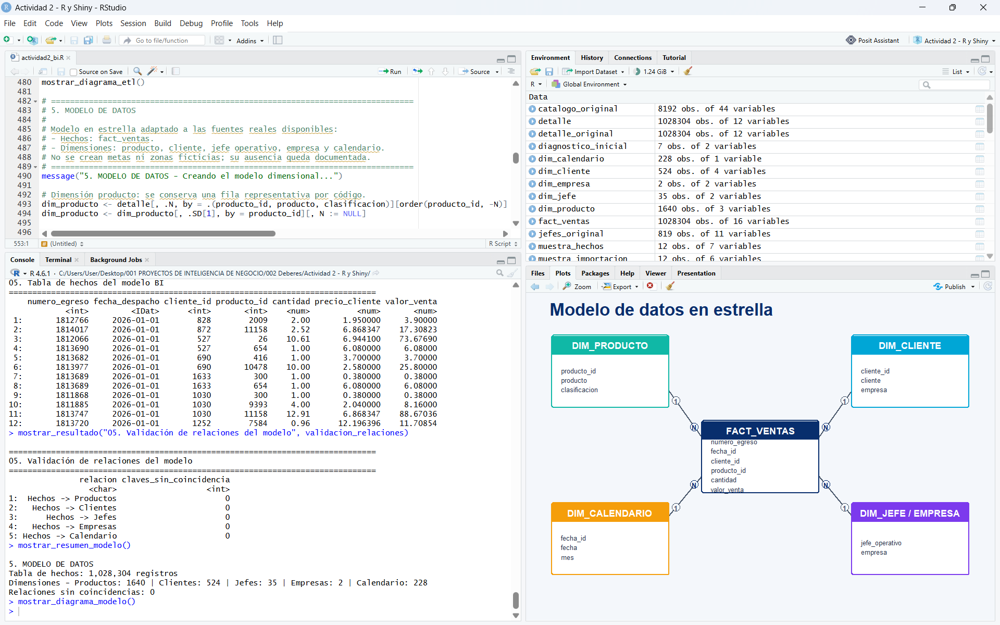 Actividad 2 - R y Shiny - RStudio
File Edit Code View Plots Session Build Debug Profile Tools Help
Go to file/function Addins Posit Assistant Actividad 2 - R y Shiny
actividad2_bi.R
Source on Save Run Source
480 mostrar_diagrama_etl()
481
482 # =============================================================================
483 # 5. MODELO DE DATOS
484 #
485 # Modelo en estrella adaptado a las fuentes reales disponibles:
486 # - Hechos: fact_ventas.
487 # - Dimensiones: producto, cliente, jefe operativo, empresa y calendario.
488 # No se crean metas ni zonas ficticias; su ausencia queda documentada.
489 # =============================================================================
490 message("5. MODELO DE DATOS - Creando el modelo dimensional...")
491
492 # Dimensión producto: se conserva una fila representativa por código.
493 dim_producto <- detalle[, .N, by = .(producto_id, producto, clasificacion)][order(producto_id, -N)]
494 dim_producto <- dim_producto[, .SD[1], by = producto_id][, N := NULL]
495
496
553:1 # (Untitled) R Script
Console Terminal Background Jobs
R 4.6.1 · C:/Users/User/Desktop/001 PROYECTOS DE INTELIGENCIA DE NEGOCIO/002 Deberes/Actividad 2 - R y Shiny/
05. Tabla de hechos del modelo BI
==============================================================================
numero_egreso fecha_despacho cliente_id producto_id cantidad precio_cliente valor_venta
<int> <IDat> <int> <int> <num> <num> <num>
1: 1812766 2026-01-01 828 2009 2.00 1.950000 3.90000
2: 1814017 2026-01-01 872 11158 2.52 6.868347 17.30823
3: 1812066 2026-01-01 527 26 10.61 6.944100 73.67690
4: 1813690 2026-01-01 527 654 1.00 6.080000 6.08000
5: 1813682 2026-01-01 690 416 1.00 3.700000 3.70000
6: 1813977 2026-01-01 690 10478 10.00 2.580000 25.80000
7: 1813689 2026-01-01 1633 300 1.00 0.380000 0.38000
8: 1813689 2026-01-01 1633 654 1.00 6.080000 6.08000
9: 1811868 2026-01-01 1030 300 1.00 0.380000 0.38000
10: 1811885 2026-01-01 1030 9393 4.00 2.040000 8.16000
11: 1813747 2026-01-01 1030 11158 12.91 6.868347 88.67036
12: 1813720 2026-01-01 1252 7584 0.96 12.196396 11.70854
> mostrar_resultado("05. Validación de relaciones del modelo", validacion_relaciones)
==============================================================================
05. Validación de relaciones del modelo
==============================================================================
relacion claves_sin_coincidencia
<char> <int>
1: Hechos -> Productos 0
2: Hechos -> Clientes 0
3: Hechos -> Jefes 0
4: Hechos -> Empresas 0
5: Hechos -> Calendario 0
> mostrar_resumen_modelo()
5. MODELO DE DATOS
Tabla de hechos: 1,028,304 registros
Dimensiones - Productos: 1640 | Clientes: 524 | Jefes: 35 | Empresas: 2 | Calendario: 228
Relaciones sin coincidencias: 0
> mostrar_diagrama_modelo()
>
Environment History Connections Tutorial
Import Dataset 1.24 GiB List
R Global Environment
Data
catalogo_original 8192 obs. of 44 variables
detalle 1028304 obs. of 12 variables
detalle_original 1028304 obs. of 12 variables
diagnostico_inicial 7 obs. of 2 variables
dim_calendario 228 obs. of 1 variable
dim_cliente 524 obs. of 4 variables
dim_empresa 2 obs. of 2 variables
dim_jefe 35 obs. of 2 variables
dim_producto 1640 obs. of 3 variables
fact_ventas 1028304 obs. of 16 variables
jefes_original 819 obs. of 11 variables
muestra_hechos 12 obs. of 7 variables
muestra_importacion 12 obs. of 6 variables
Files Plots Packages Help Viewer Presentation
Zoom Export Publish
Modelo de datos en estrella
DIM_PRODUCTO
producto_id
producto
clasificacion
DIM_CLIENTE
cliente_id
cliente
empresa
1
1
N
N
FACT_VENTAS
numero_egreso
fecha_id
cliente_id
producto_id
cantidad
valor_venta
N
N
1
1
DIM_CALENDARIO
fecha_id
fecha
mes
DIM_JEFE / EMPRESA
jefe_operativo
empresa